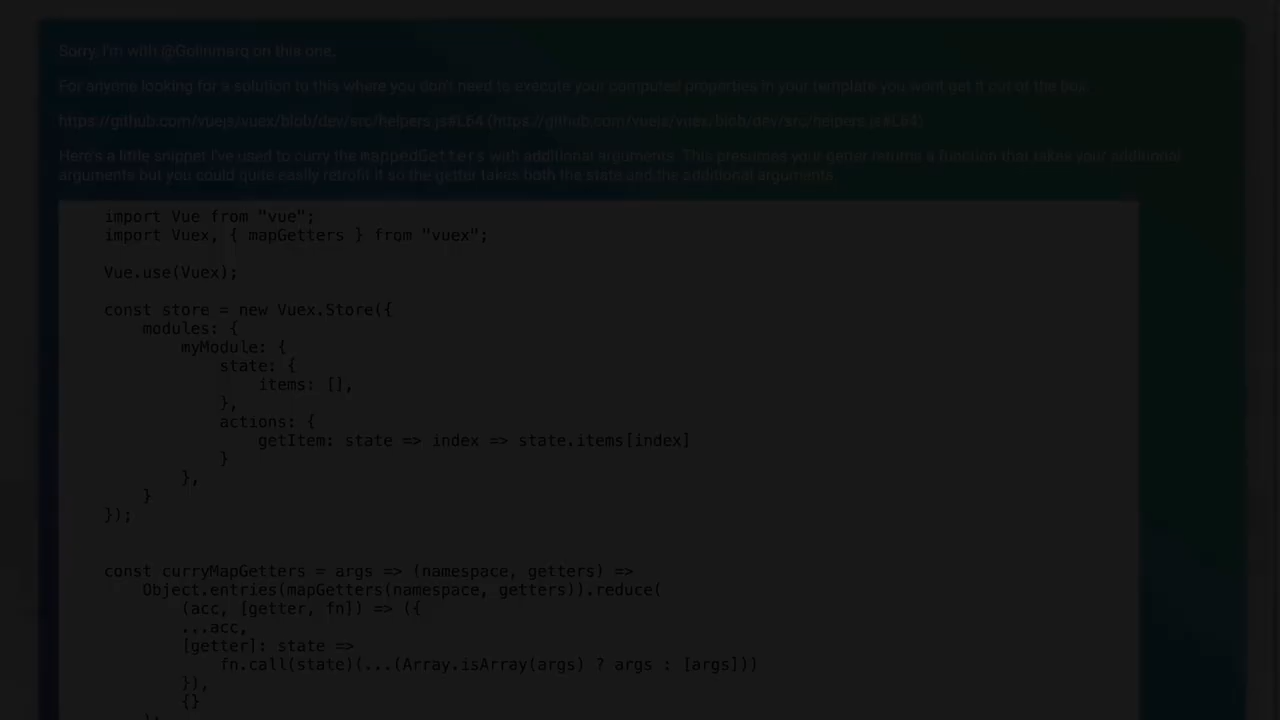 Sorry, I'm with @Golinmarq on this one.
For anyone looking for a solution to this where you don't need to execute your computed properties in your template you wont get it out of the box.
https://github.com/vuejs/vuex/blob/dev/src/helpers.js#L64 (https://github.com/vuejs/vuex/blob/dev/src/helpers.js#L64)
Here's a little snippet I've used to curry the mappedGetters with additional arguments. This presumes your getter returns a function that takes your additional
arguments but you could quite easily retrofit it so the getter takes both the state and the additional arguments.
import Vue from "vue";
import Vuex, { mapGetters } from "vuex";
Vue.use(Vuex);
const store = new Vuex.Store({
modules: {
myModule: {
state: {
items: [],
},
actions: {
getItem: state => index => state.items[index]
}
},
}
});
const curryMapGetters = args => (namespace, getters) =>
Object.entries(mapGetters(namespace, getters)).reduce(
(acc, [getter, fn]) => ({
...acc,
[getter]: state =>
fn.call(state)(...(Array.isArray(args) ? args : [args]))
}),
{}